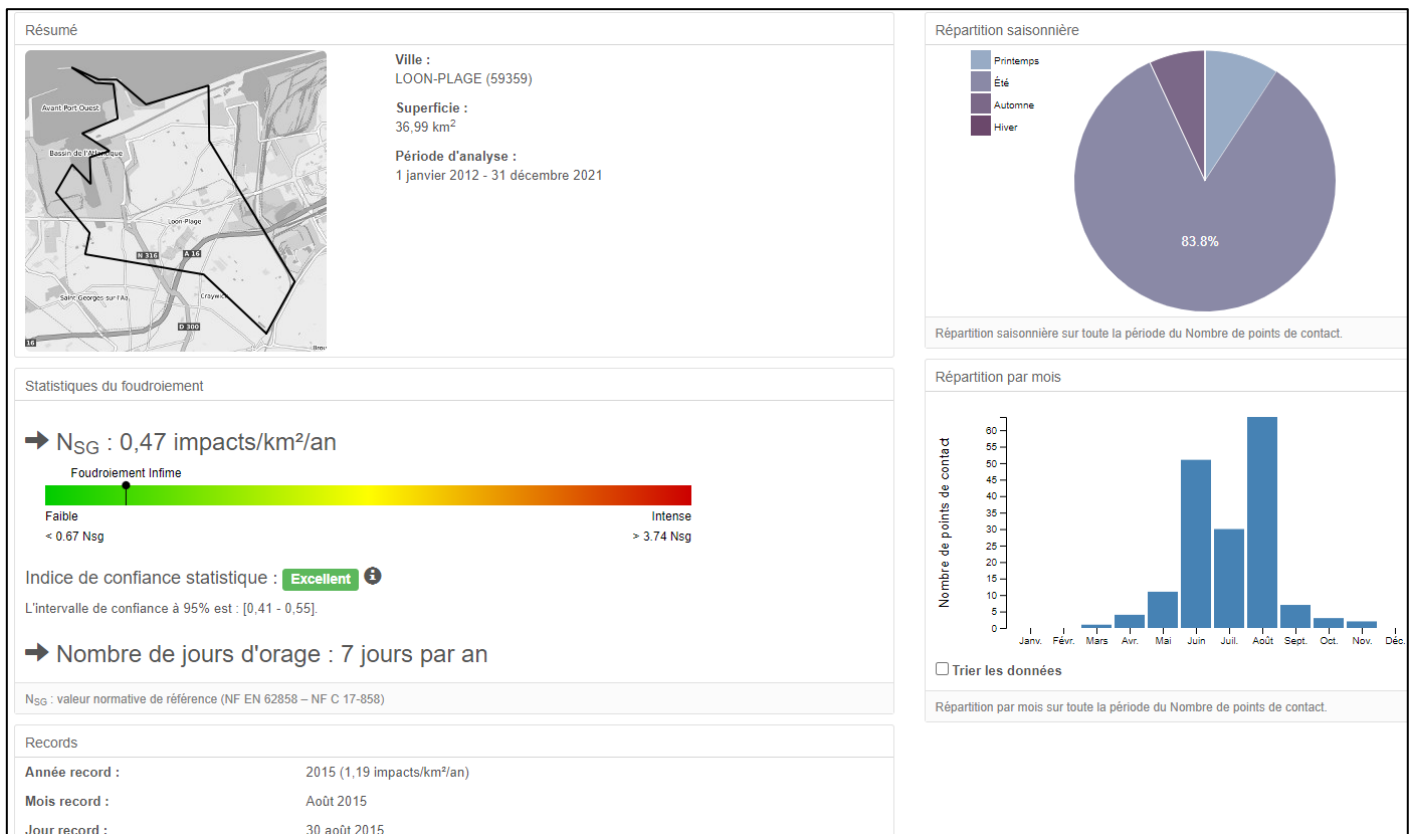 Résumé
Avant Port Ouest
Bassin de l'Atlantique
Loon-Plage
N 316
A 16
Saint Georges sur l'Aa
Craywick
D 300
16
Ville :
LOON-PLAGE (59359)
Superficie :
36,99 km²
Période d'analyse :
1 janvier 2012 - 31 décembre 2021
Statistiques du foudroiement
NSG : 0,47 impacts/km²/an
Foudroiement Infime
Faible Intense
< 0.67 Nsg > 3.74 Nsg
Indice de confiance statistique : Excellent
L'intervalle de confiance à 95% est : [0,41 - 0,55].
Nombre de jours d'orage : 7 jours par an
NSG : valeur normative de référence (NF EN 62858 – NF C 17-858)
Records
Année record : 2015 (1,19 impacts/km²/an)
Mois record : Août 2015
Jour record : 30 août 2015
Répartition saisonnière
Printemps
Été
Automne
Hiver
83.8%
Répartition saisonnière sur toute la période du Nombre de points de contact.
Répartition par mois
Nombre de points de contact
60
55
50
45
40
35
30
25
20
15
10
5
0
Janv. Févr. Mars Avr. Mai Juin Juil. Août Sept. Oct. Nov. Déc.
Trier les données
Répartition par mois sur toute la période du Nombre de points de contact.